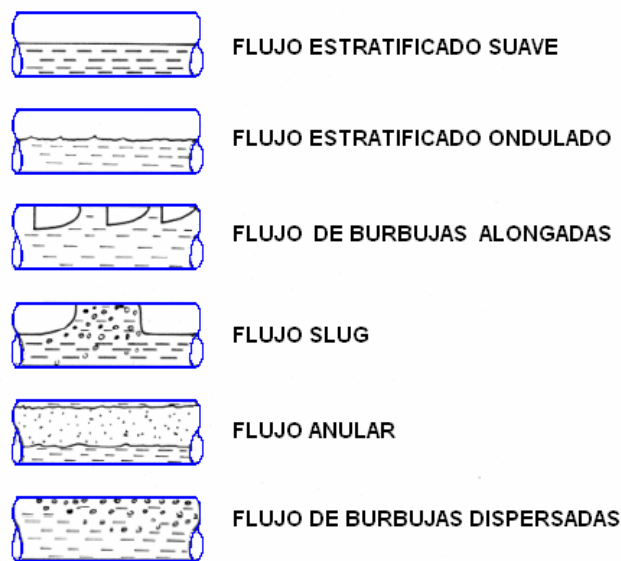 FLUJO ESTRATIFICADO SUAVE
FLUJO ESTRATIFICADO ONDULADO
FLUJO DE BURBUJAS ALONGADAS
FLUJO SLUG
FLUJO ANULAR
FLUJO DE BURBUJAS DISPERSADAS